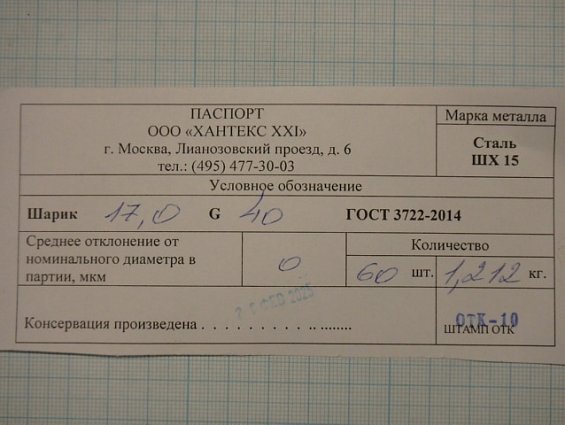 ПАСПОРТ
ООО «ХАНТЕКС XXI»
г. Москва, Лианозовский проезд, д. 6
тел.: (495) 477-30-03
Марка металла
Сталь
ШХ 15
Условное обозначение
Шарик 17,0 G 40 ГОСТ 3722-2014
Среднее отклонение от
номинального диаметра в
партии, мкм
0
Количество
60 шт. 1,212 кг.
ФЕВ 2025
Консервация произведена . . . . . . . . . . .. ........
ОТК-10
ШТАМП ОТК